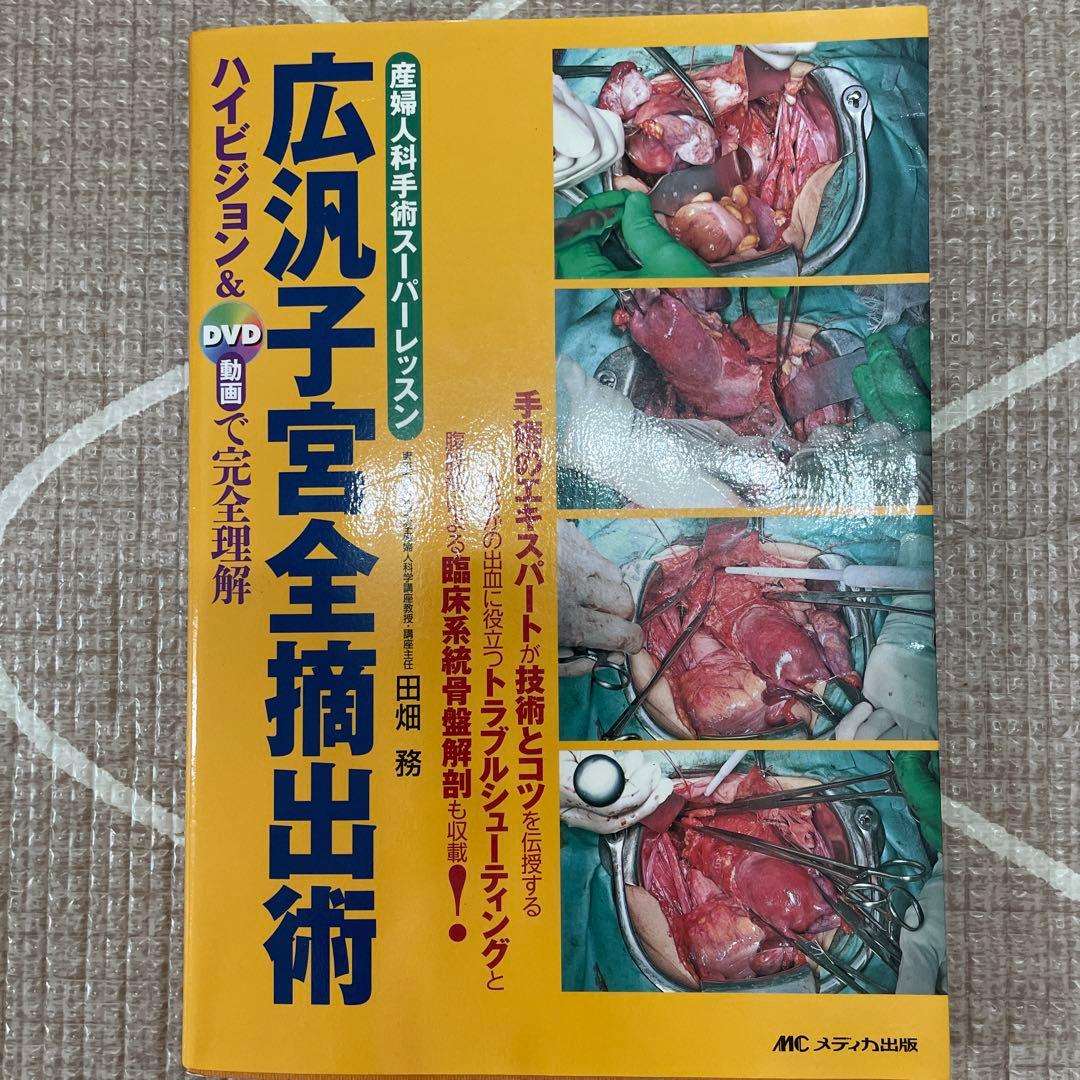 手術のエキスパートが技術とコツを伝授する
の出血に役立つトラブルシューティングと
臨床系統骨盤解剖も収載!
産婦人科手術スーパーレッスン
産婦人科学講座教授・講座主任
田畑 務
広汎子宮全摘出術
ハイビジョン&DVD動画で完全理解
MC メディカ出版